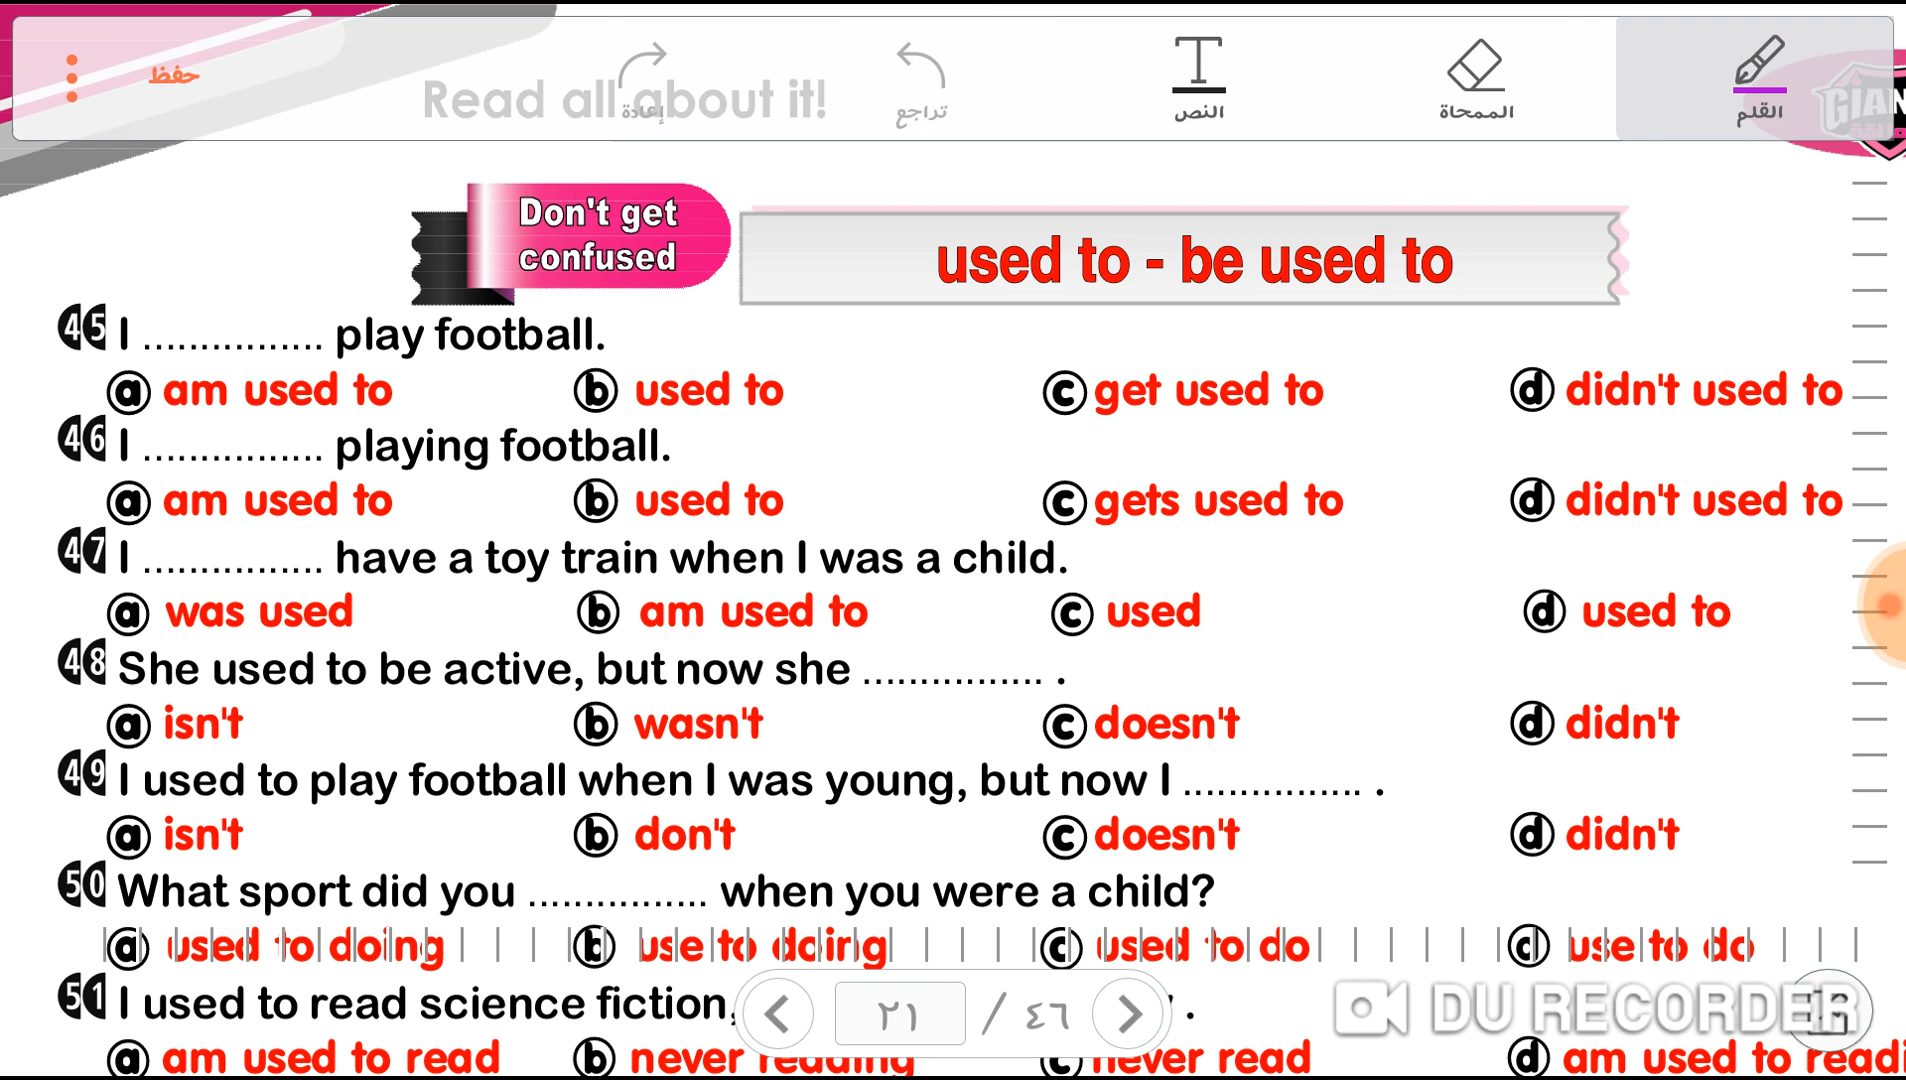 حفظ
إعادة
تراجع
النص
الممحاة
القلم
Read all about it!
Don't get
confused
used to - be used to
45 I ................ play football.
a am used to b used to c get used to d didn't used to
46 I ................ playing football.
a am used to b used to c gets used to d didn't used to
47 I ................ have a toy train when I was a child.
a was used b am used to c used d used to
48 She used to be active, but now she ................ .
a isn't b wasn't c doesn't d didn't
49 I used to play football when I was young, but now I ................ .
a isn't b don't c doesn't d didn't
50 What sport did you ................ when you were a child?
a used to doing b use to doing c used to do d use to do
51 I used to read science fiction, .
٢١ / ٤٦
DU RECORDER
a am used to read b never reading c never read d am used to